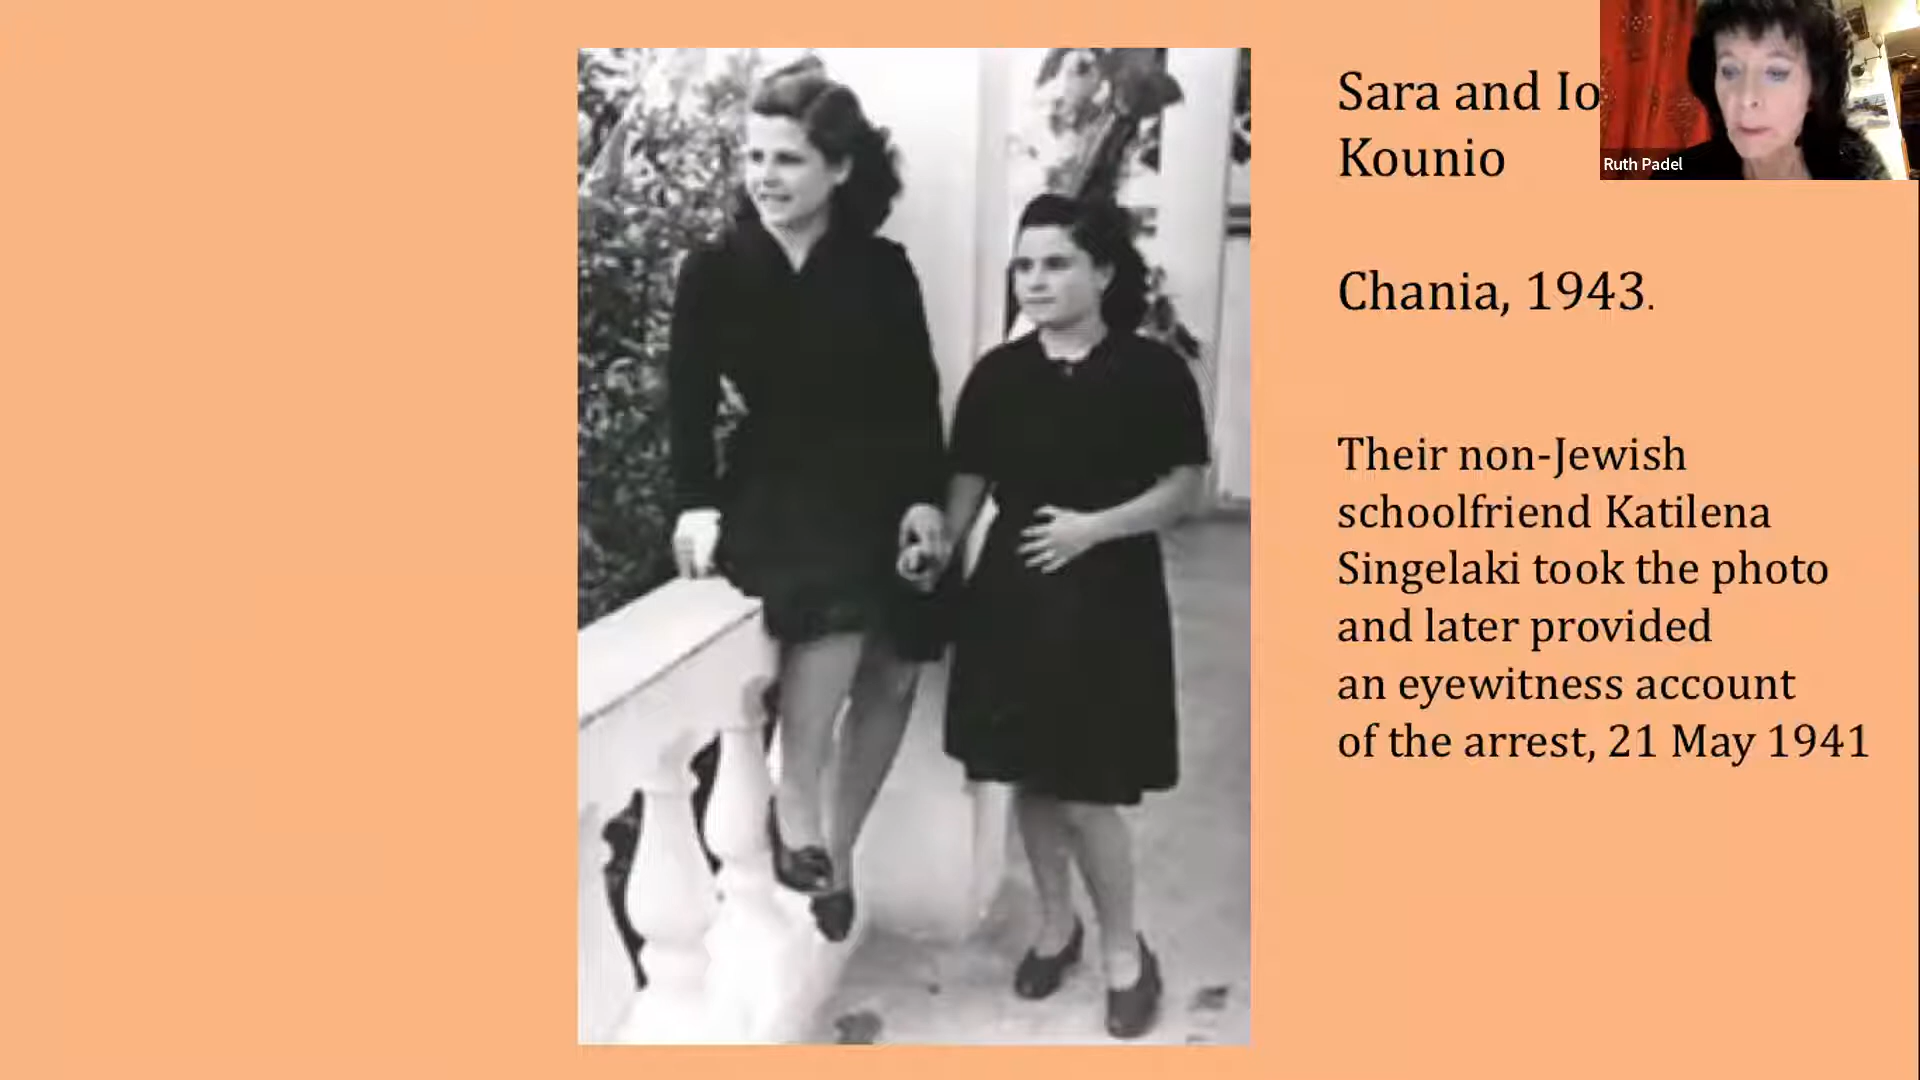 Sara and Io
Kounio
Chania, 1943.
Their non-Jewish
schoolfriend Katilena
Singelaki took the photo
and later provided
an eyewitness account
of the arrest, 21 May 1941
Ruth Padel